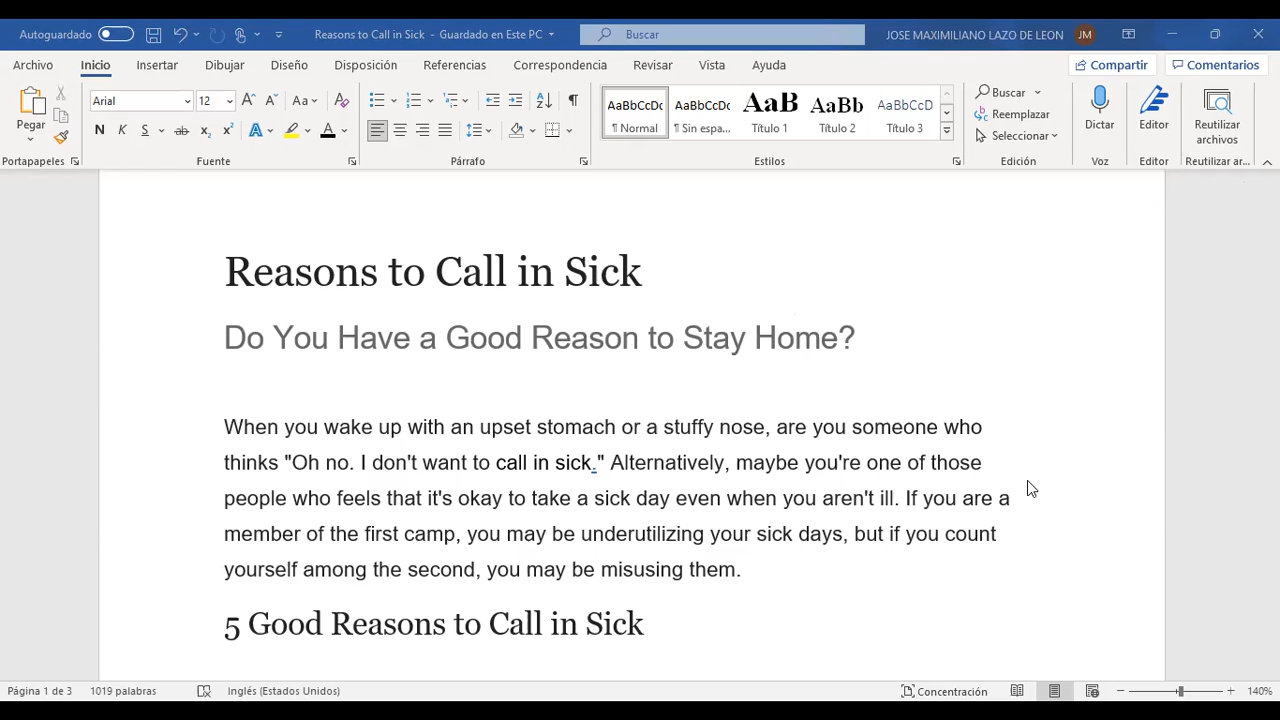 Autoguardado Reasons to Call in Sick - Guardado en Este PC Buscar JOSE MAXIMILIANO LAZO DE LEON JM
Archivo Inicio Insertar Dibujar Diseño Disposición Referencias Correspondencia Revisar Vista Ayuda Compartir Comentarios
Pegar
Portapapeles
Arial 12
N K S ab x₂ x² A A
Fuente
Párrafo
AaBbCcDc AaBbCcDc AaB AaBb AaBbCcD
¶ Normal ¶ Sin espa... Título 1 Título 2 Título 3
Estilos
Buscar
Reemplazar
Seleccionar
Edición
Dictar
Voz
Editor
Editor
Reutilizar archivos
Reutilizar ar...
Reasons to Call in Sick
Do You Have a Good Reason to Stay Home?
When you wake up with an upset stomach or a stuffy nose, are you someone who
thinks "Oh no. I don't want to call in sick." Alternatively, maybe you're one of those
people who feels that it's okay to take a sick day even when you aren't ill. If you are a
member of the first camp, you may be underutilizing your sick days, but if you count
yourself among the second, you may be misusing them.
5 Good Reasons to Call in Sick
Página 1 de 3 1019 palabras Inglés (Estados Unidos) Concentración 140%